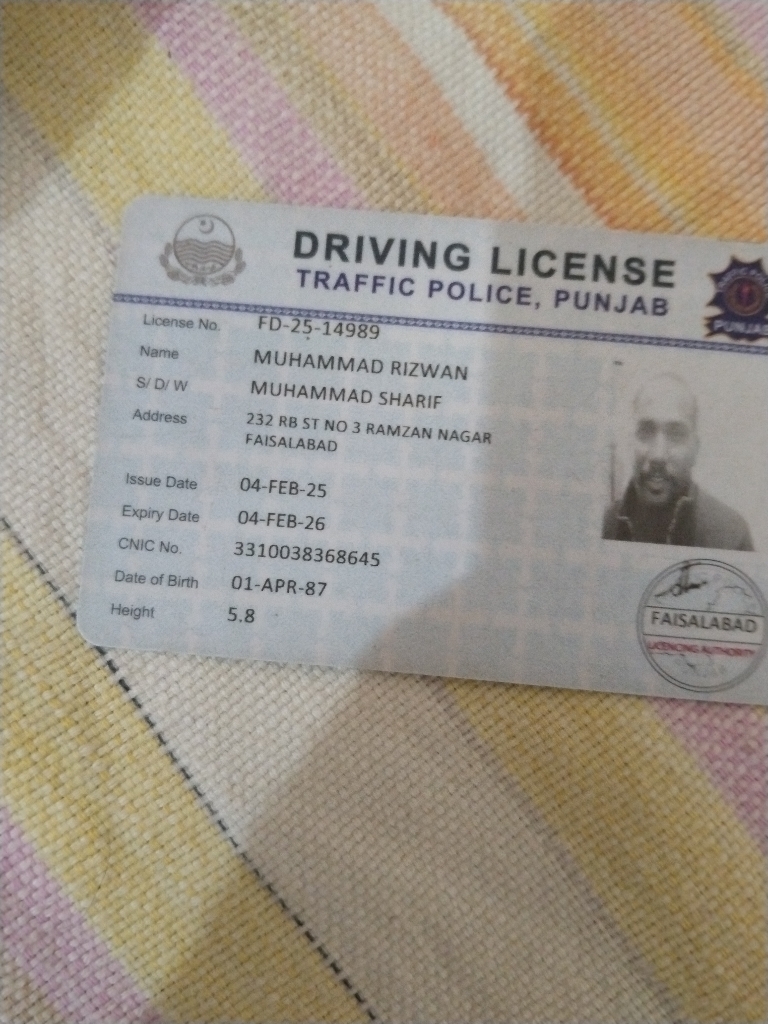 DRIVING LICENSE
TRAFFIC POLICE, PUNJAB
PUNJAB
License No. FD-25-14989
Name MUHAMMAD RIZWAN
S/ D/ W MUHAMMAD SHARIF
Address 232 RB ST NO 3 RAMZAN NAGAR
FAISALABAD
Issue Date 04-FEB-25
Expiry Date 04-FEB-26
CNIC No. 3310038368645
Date of Birth 01-APR-87
Height 5.8
FAISALABAD
LICENCING AUTHORITY